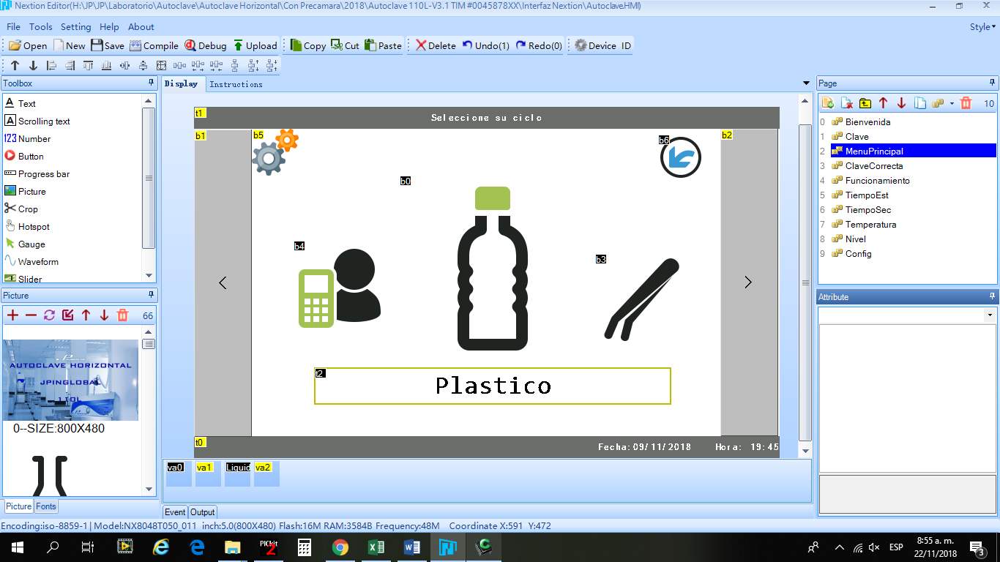 Nextion Editor(H:\JP\JP\Laboratorio\Autoclave\Autoclave Horizontal\Con Precamara\2018\Autoclave 110L-V3.1 TIM #0045878XX\Interfaz Nextion\Autoclave.HMI)
File Tools Setting Help About Style
Open New Save Compile Debug Upload Copy Cut Paste Delete Undo(1) Redo(0) Device ID
Toolbox
Text
Scrolling text
123 Number
Button
Progress bar
Picture
Crop
Hotspot
Gauge
Waveform
Slider
Picture
66
AUTOCLAVE HORIZONTAL
JPINGLOBAL
110L
0--SIZE:800X480
Picture Fonts
Display Instructions
t1 Seleccione su ciclo
b1 b5 b6 b2
b0
b4 b3
t2
Plastico
t0 Fecha:09/11/2018 Hora: 19:45
va0 va1 Liquid va2
Event Output
Page
10
0 Bienvenida
1 Clave
2 MenuPrincipal
3 ClaveCorrecta
4 Funcionamiento
5 TiempoEst
6 TiempoSec
7 Temperatura
8 Nivel
9 Config
Attribute
Encoding:iso-8859-1 | Model:NX8048T050_011 inch:5.0(800X480) Flash:16M RAM:3584B Frequency:48M Coordinate X:591 Y:472
PICkit 2
ESP
8:55 a. m.
22/11/2018
3